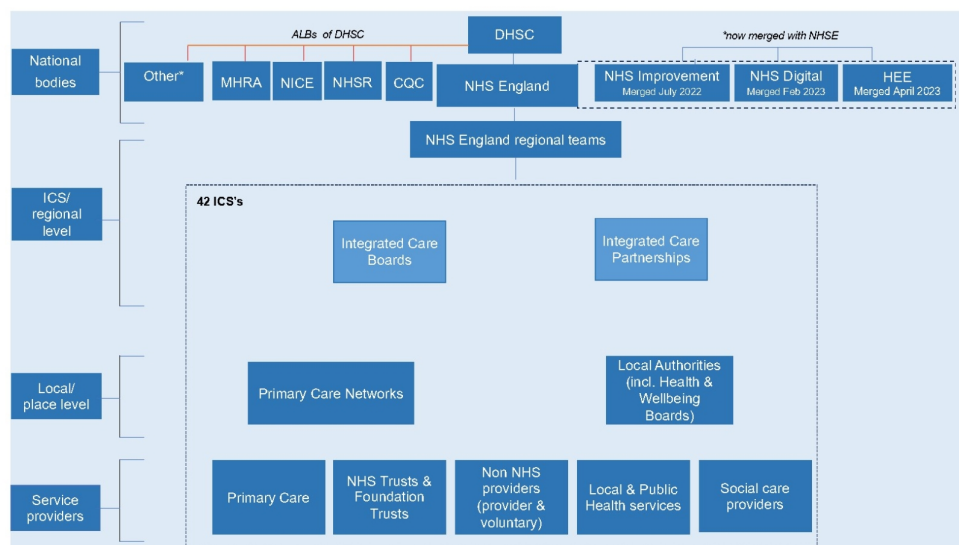 ALBs of DHSC
DHSC
*now merged with NHSE
National
bodies
Other*
MHRA
NICE
NHSR
CQC
NHS England
NHS Improvement
Merged July 2022
NHS Digital
Merged Feb 2023
HEE
Merged April 2023
NHS England regional teams
ICS/
regional
level
42 ICS's
Integrated Care
Boards
Integrated Care
Partnerships
Local/
place level
Primary Care Networks
Local Authorities
(incl. Health &
Wellbeing
Boards)
Service
providers
Primary Care
NHS Trusts &
Foundation
Trusts
Non NHS
providers
(provider &
voluntary)
Local & Public
Health services
Social care
providers